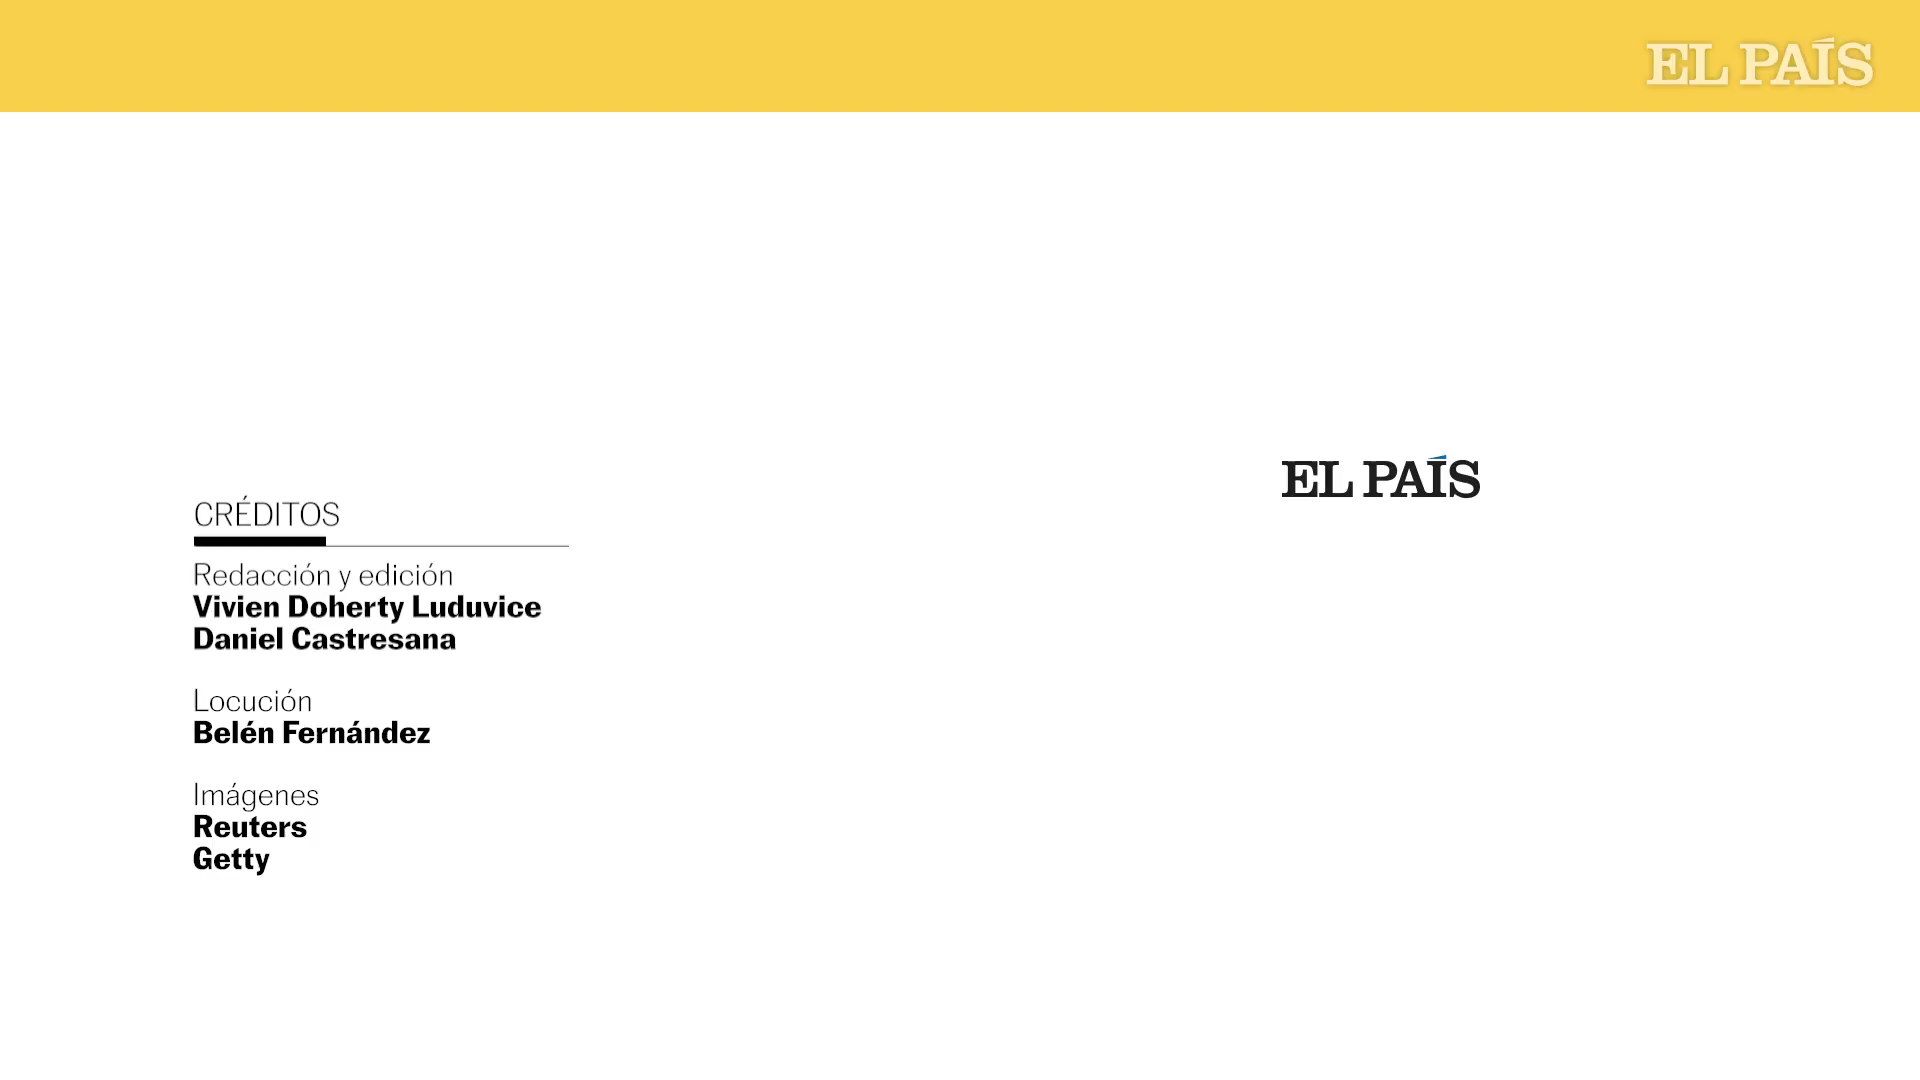 EL PAÍS
EL PAÍS
CRÉDITOS
Redacción y edición
Vivien Doherty Luduvice
Daniel Castresana
Locución
Belén Fernández
Imágenes
Reuters
Getty